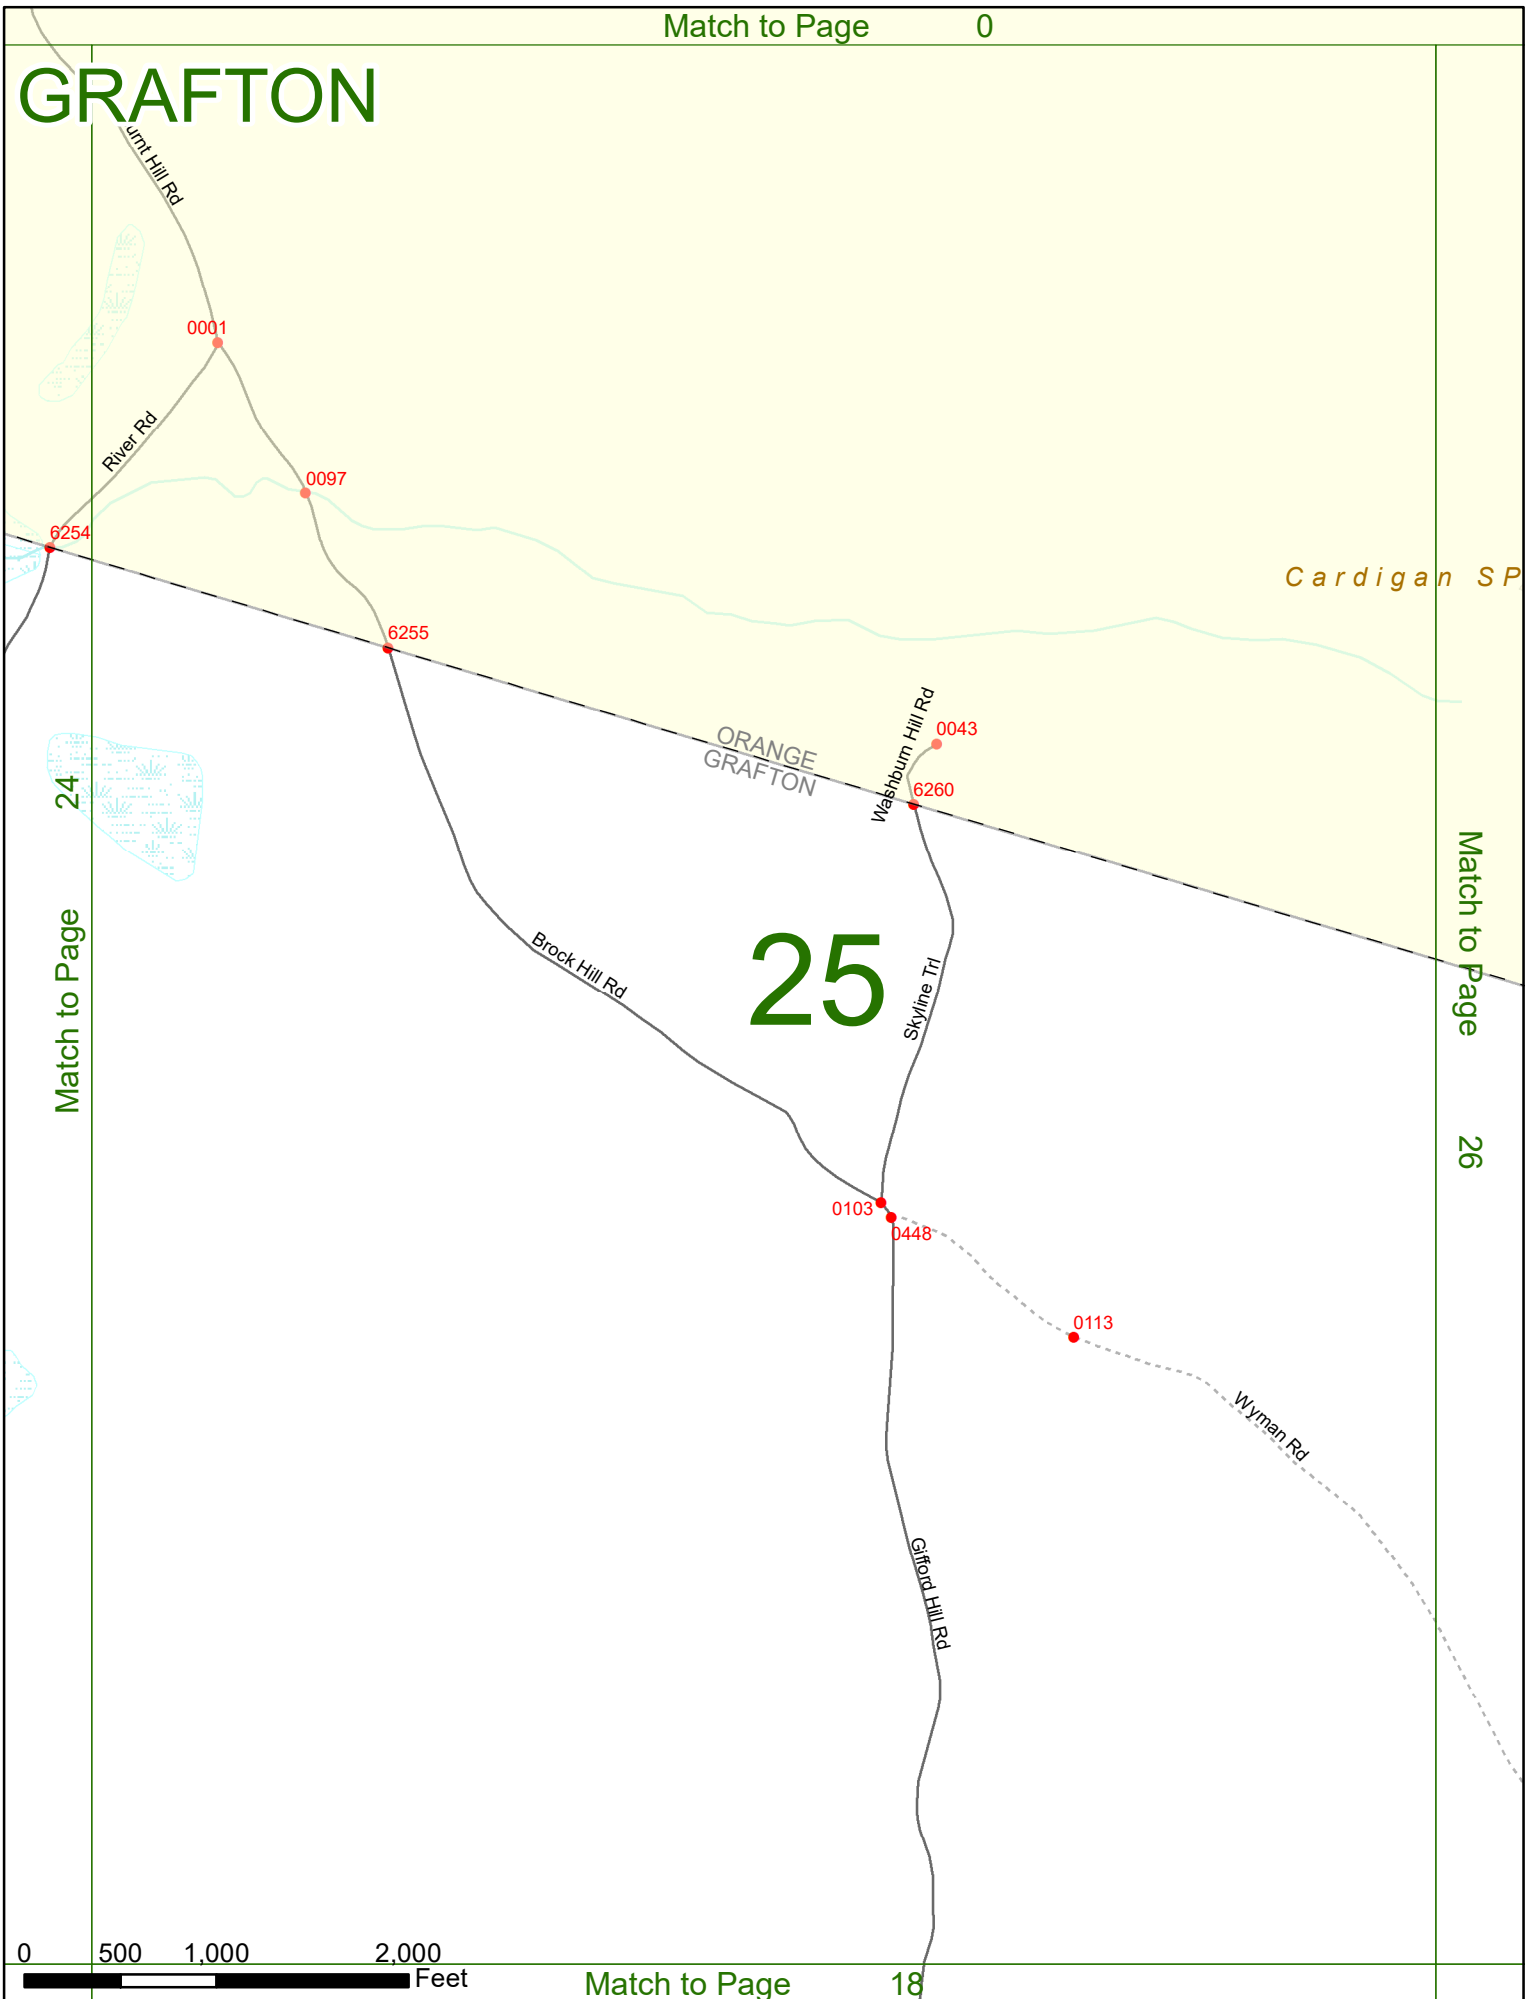 Match to Page 0
GRAFTON
urnt Hill Rd
0001
River Rd
0097
6254
Cardigan SP
6255
Washburn Hill Rd
0043
ORANGE
GRAFTON
6260
24
Match to Page
Match to Page
26
25
Brock Hill Rd
Skyline Trl
0103
0448
0113
Wyman Rd
Gifford Hill Rd
0 500 1,000 2,000
Feet
Match to Page 18